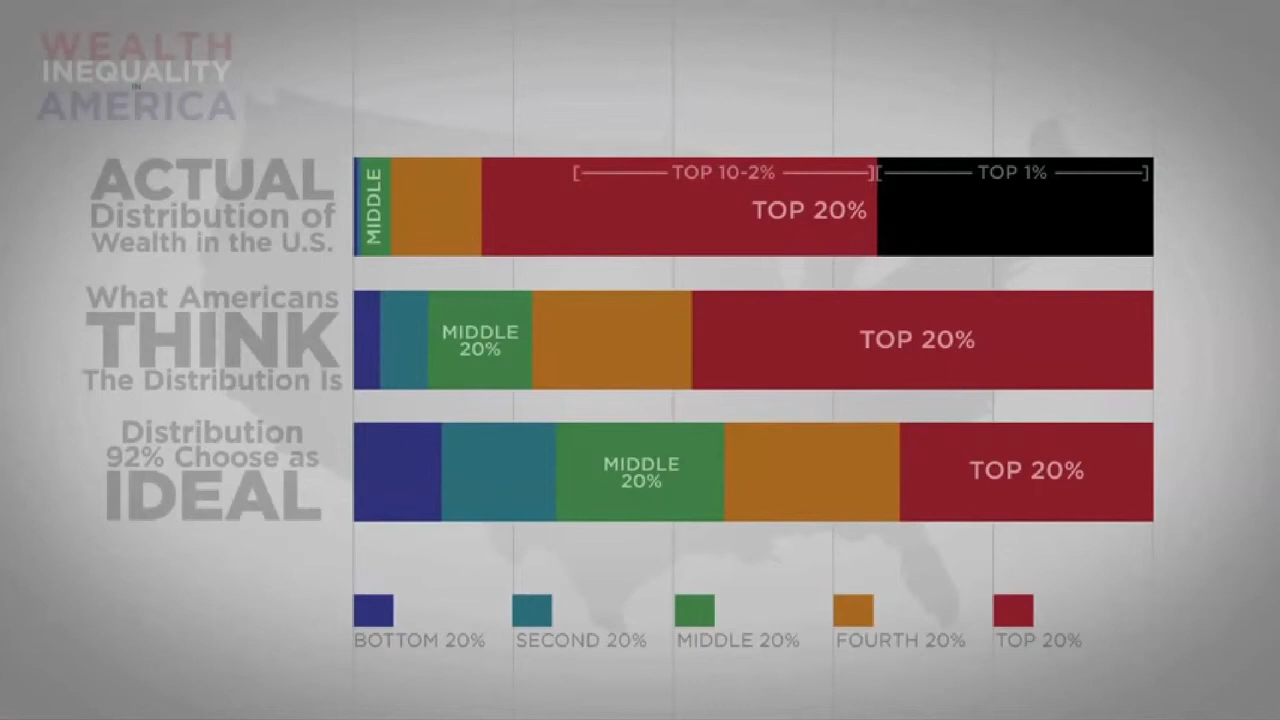 WEALTH
INEQUALITY
IN
AMERICA
ACTUAL
Distribution of
Wealth in the U.S.
MIDDLE
TOP 10-2%
TOP 1%
TOP 20%
What Americans
THINK
The Distribution Is
MIDDLE
20%
TOP 20%
Distribution
92% Choose as
IDEAL
MIDDLE
20%
TOP 20%
BOTTOM 20%
SECOND 20%
MIDDLE 20%
FOURTH 20%
TOP 20%